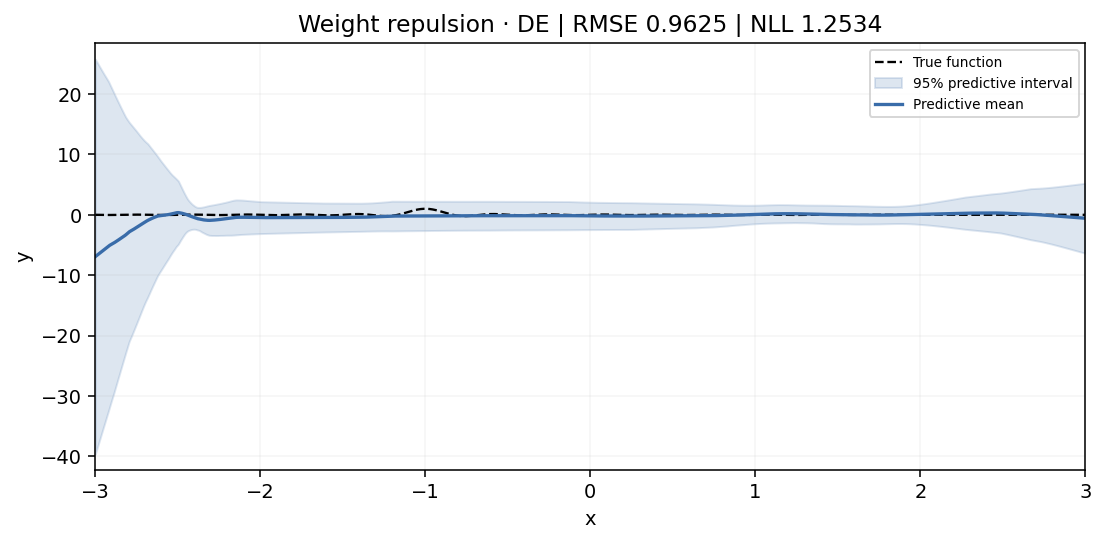 Weight repulsion · DE | RMSE 0.9625 | NLL 1.2534
True function
95% predictive interval
Predictive mean
20
10
0
−10
−20
−30
−40
y
−3
−2
−1
0
1
2
3
x